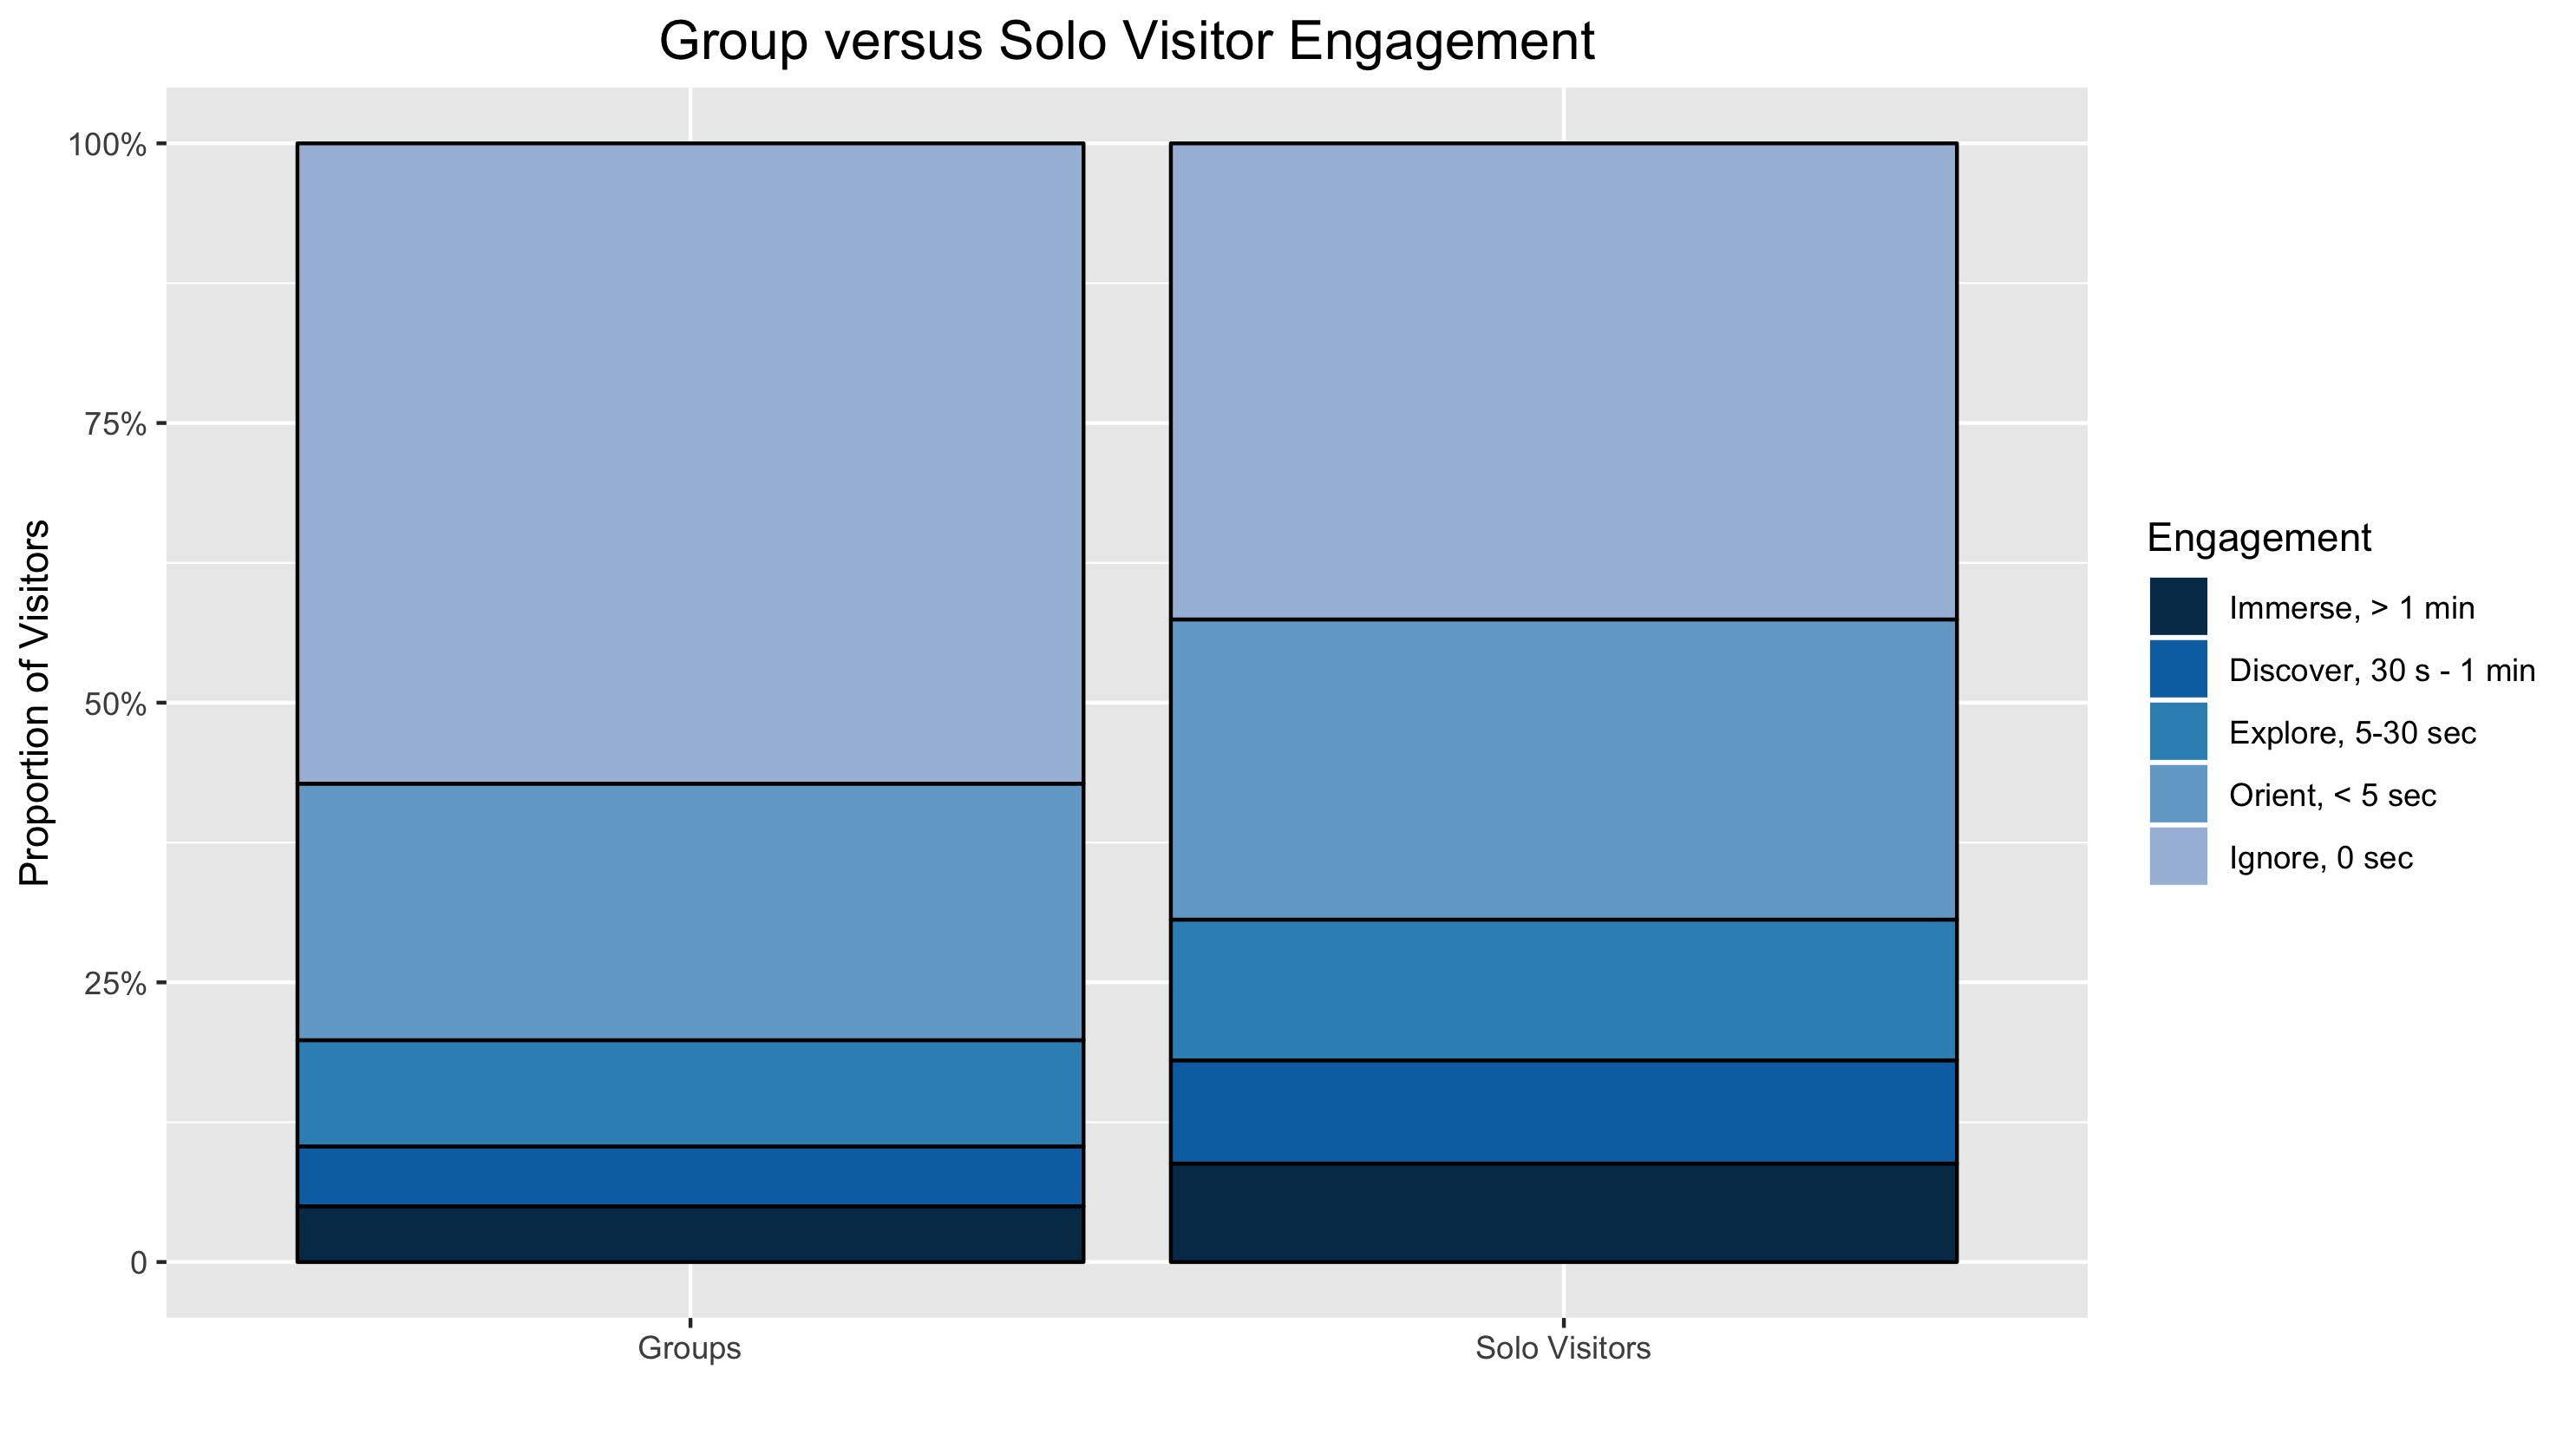 Group versus Solo Visitor Engagement
Proportion of Visitors
100%
75%
50%
25%
0
Groups
Solo Visitors
Engagement
Immerse, > 1 min
Discover, 30 s - 1 min
Explore, 5-30 sec
Orient, < 5 sec
Ignore, 0 sec